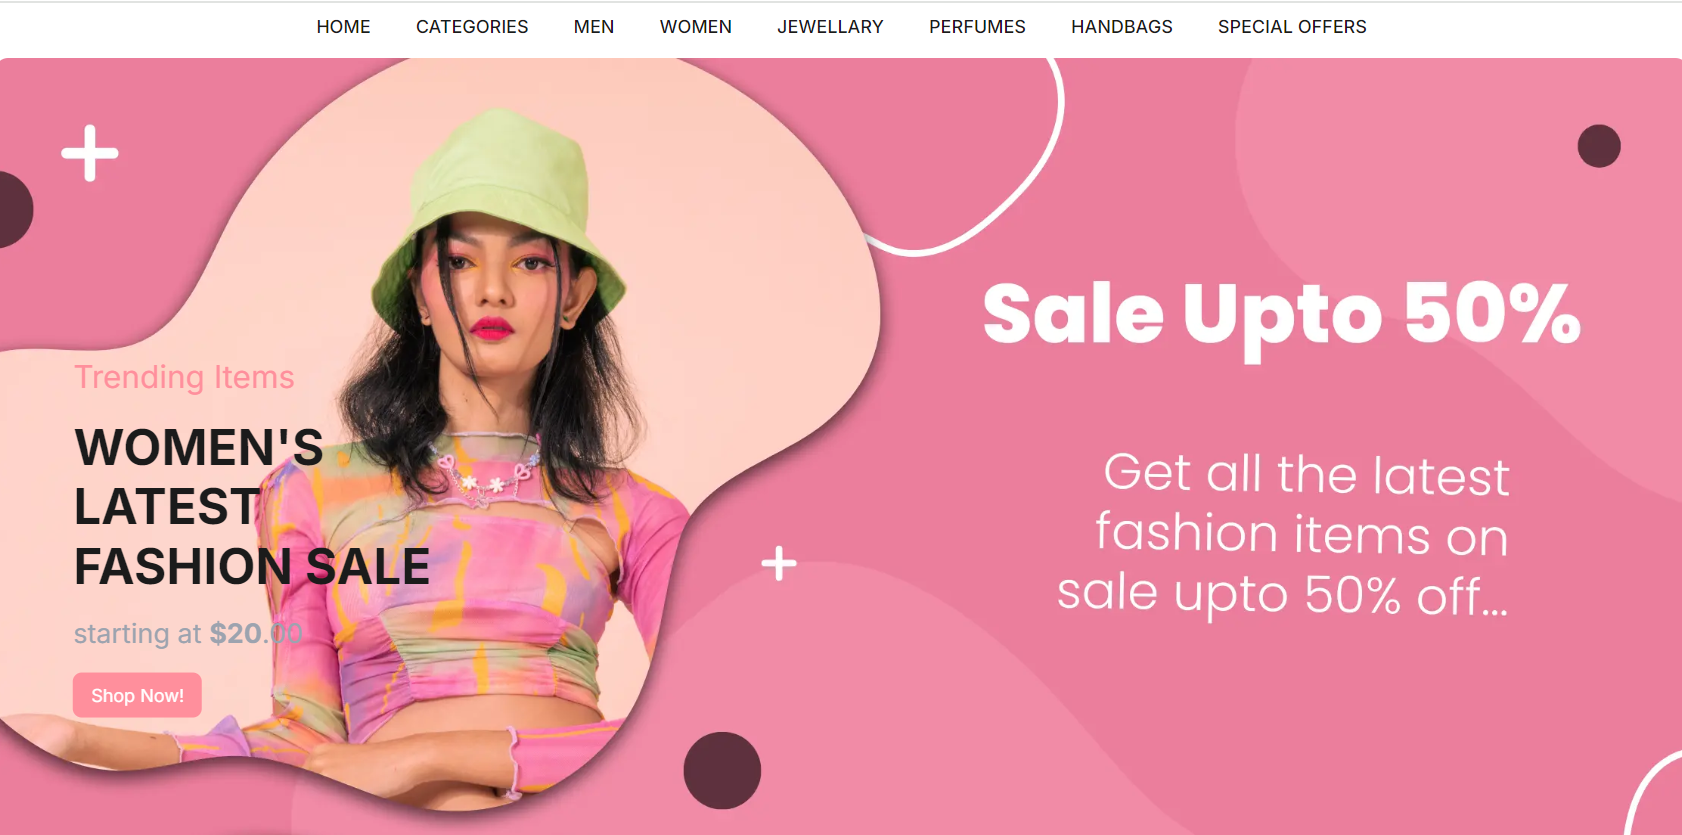 HOME CATEGORIES MEN WOMEN JEWELLARY PERFUMES HANDBAGS SPECIAL OFFERS
Trending Items
WOMEN'S
LATEST
FASHION SALE
starting at $20.00
Shop Now!
Sale Upto 50%
Get all the latest
fashion items on
sale upto 50% off...